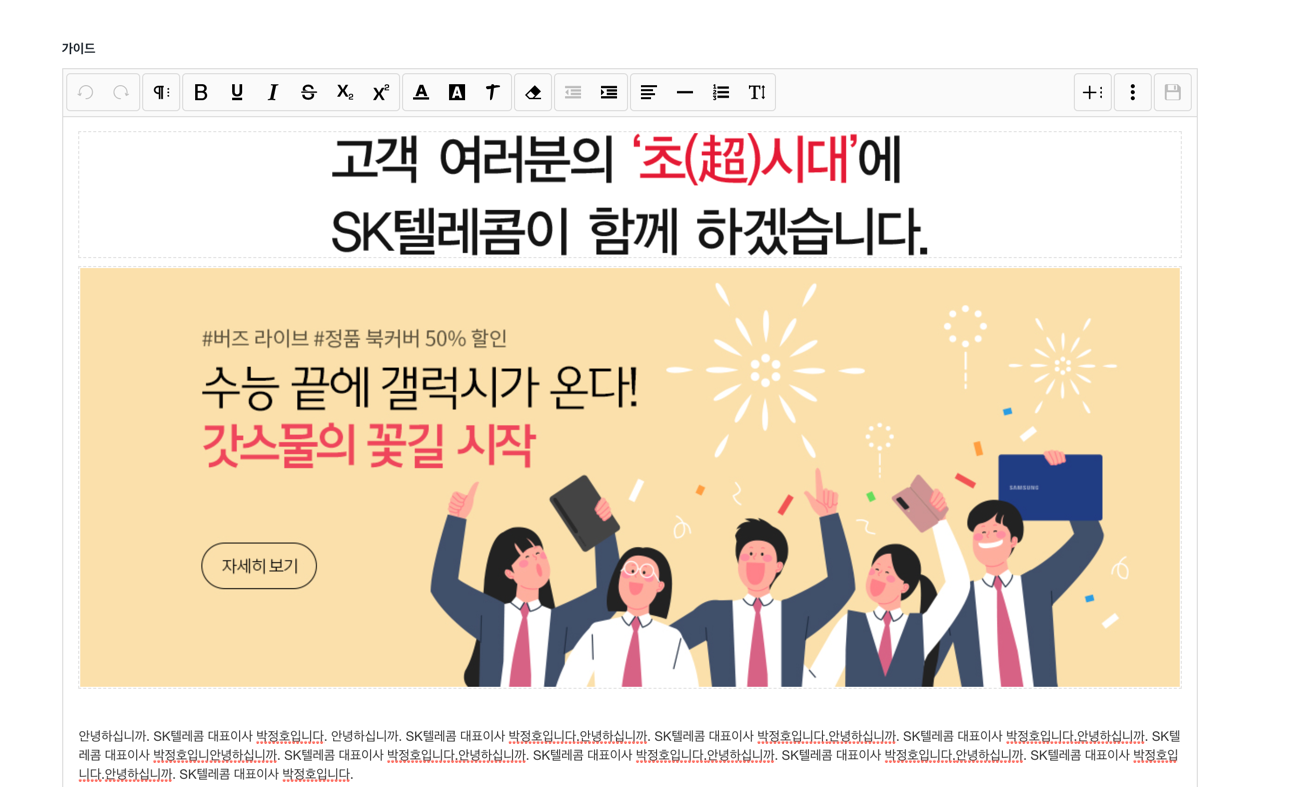 가이드
고객 여러분의 ‘초(超)시대’에
SK텔레콤이 함께 하겠습니다.
#버즈 라이브 #정품 북커버 50% 할인
수능 끝에 갤럭시가 온다!
갓스물의 꽃길 시작
SAMSUNG
자세히 보기
안녕하십니까. SK텔레콤 대표이사 박정호입니다. 안녕하십니까. SK텔레콤 대표이사 박정호입니다,안녕하십니까. SK텔레콤 대표이사 박정호입니다,안녕하십니까. SK텔레콤 대표이사 박정호입니다,안녕하십니까. SK텔
레콤 대표이사 박정호입니안녕하십니까. SK텔레콤 대표이사 박정호입니다,안녕하십니까. SK텔레콤 대표이사 박정호입니다,안녕하십니까. SK텔레콤 대표이사 박정호입니다,안녕하십니까. SK텔레콤 대표이사 박정호입
니다,안녕하십니까. SK텔레콤 대표이사 박정호입니다.